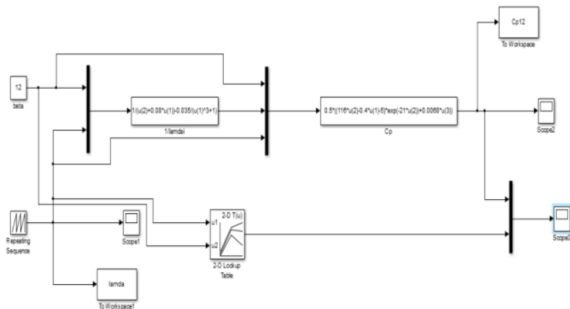 Cp12
To Workspace
12
beta
1/(u(2)+0.08*u(1))-0.035/(u(1)^3+1)
1/lamdai
0.5*((116*u(2)-0.4*u(1)-5)*exp(-21*u(2))+0.0068*u(3))
Cp
Scope2
Repeating
Sequence
Scope1
2-D T(u)
u1
u2
2-D Lookup
Table
lamda
To Workspace1